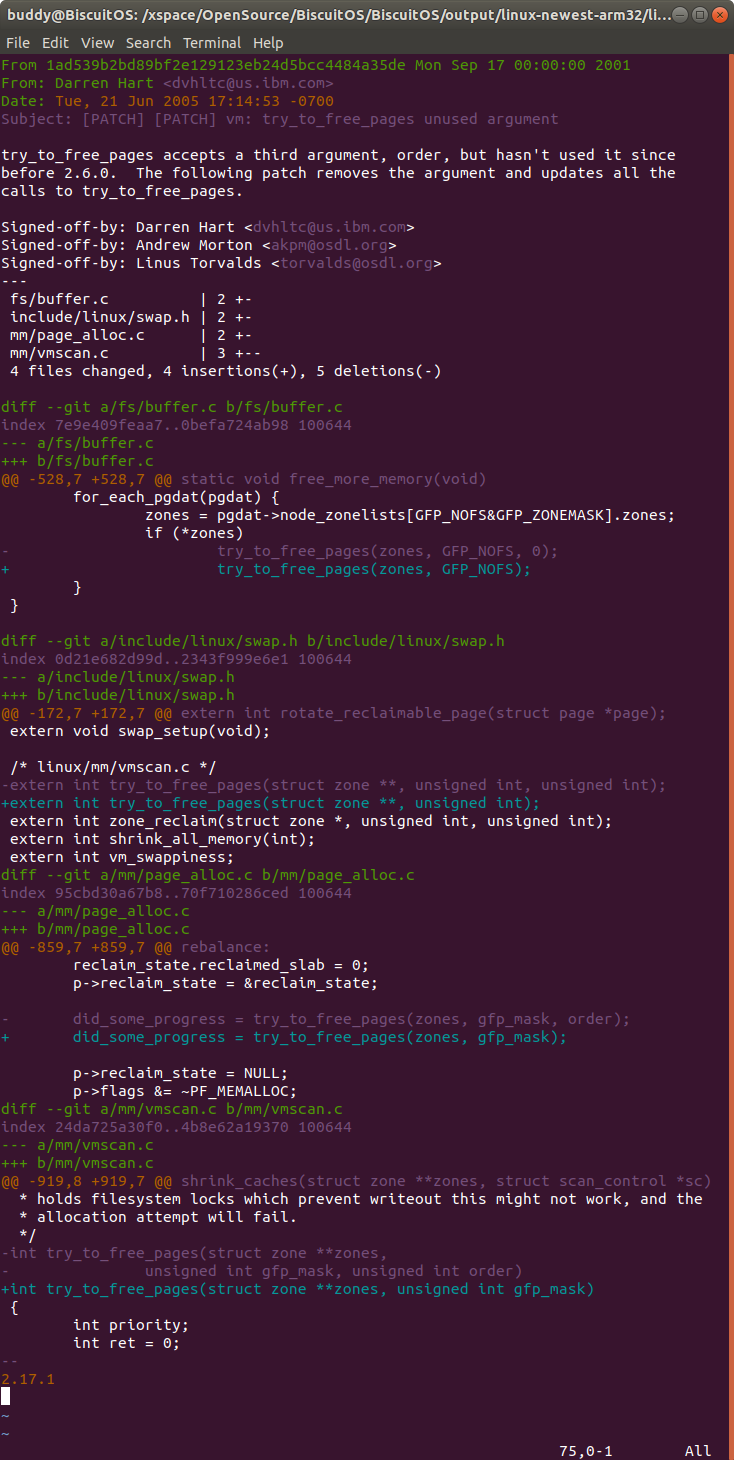 buddy@BiscuitOS: /xspace/OpenSource/BiscuitOS/BiscuitOS/output/linux-newest-arm32/li...
File Edit View Search Terminal Help
From 1ad539b2bd89bf2e129123eb24d5bcc4484a35de Mon Sep 17 00:00:00 2001
From: Darren Hart <dvhltc@us.ibm.com>
Date: Tue, 21 Jun 2005 17:14:53 -0700
Subject: [PATCH] [PATCH] vm: try_to_free_pages unused argument
try_to_free_pages accepts a third argument, order, but hasn't used it since
before 2.6.0.  The following patch removes the argument and updates all the
calls to try_to_free_pages.
Signed-off-by: Darren Hart <dvhltc@us.ibm.com>
Signed-off-by: Andrew Morton <akpm@osdl.org>
Signed-off-by: Linus Torvalds <torvalds@osdl.org>
---
 fs/buffer.c          | 2 +-
 include/linux/swap.h | 2 +-
 mm/page_alloc.c      | 2 +-
 mm/vmscan.c          | 3 +--
 4 files changed, 4 insertions(+), 5 deletions(-)
diff --git a/fs/buffer.c b/fs/buffer.c
index 7e9e409feaa7..0befa724ab98 100644
--- a/fs/buffer.c
+++ b/fs/buffer.c
@@ -528,7 +528,7 @@ static void free_more_memory(void)
        for_each_pgdat(pgdat) {
                zones = pgdat->node_zonelists[GFP_NOFS&GFP_ZONEMASK].zones;
                if (*zones)
-                       try_to_free_pages(zones, GFP_NOFS, 0);
+                       try_to_free_pages(zones, GFP_NOFS);
        }
 }
diff --git a/include/linux/swap.h b/include/linux/swap.h
index 0d21e682d99d..2343f999e6e1 100644
--- a/include/linux/swap.h
+++ b/include/linux/swap.h
@@ -172,7 +172,7 @@ extern int rotate_reclaimable_page(struct page *page);
 extern void swap_setup(void);
 /* linux/mm/vmscan.c */
-extern int try_to_free_pages(struct zone **, unsigned int, unsigned int);
+extern int try_to_free_pages(struct zone **, unsigned int);
 extern int zone_reclaim(struct zone *, unsigned int, unsigned int);
 extern int shrink_all_memory(int);
 extern int vm_swappiness;
diff --git a/mm/page_alloc.c b/mm/page_alloc.c
index 95cbd30a67b8..70f710286ced 100644
--- a/mm/page_alloc.c
+++ b/mm/page_alloc.c
@@ -859,7 +859,7 @@ rebalance:
        reclaim_state.reclaimed_slab = 0;
        p->reclaim_state = &reclaim_state;
-       did_some_progress = try_to_free_pages(zones, gfp_mask, order);
+       did_some_progress = try_to_free_pages(zones, gfp_mask);
        p->reclaim_state = NULL;
        p->flags &= ~PF_MEMALLOC;
diff --git a/mm/vmscan.c b/mm/vmscan.c
index 24da725a30f0..4b8e62a19370 100644
--- a/mm/vmscan.c
+++ b/mm/vmscan.c
@@ -919,8 +919,7 @@ shrink_caches(struct zone **zones, struct scan_control *sc)
  * holds filesystem locks which prevent writeout this might not work, and the
  * allocation attempt will fail.
  */
-int try_to_free_pages(struct zone **zones,
-               unsigned int gfp_mask, unsigned int order)
+int try_to_free_pages(struct zone **zones, unsigned int gfp_mask)
 {
        int priority;
        int ret = 0;
--
2.17.1
~
~
75,0-1 All